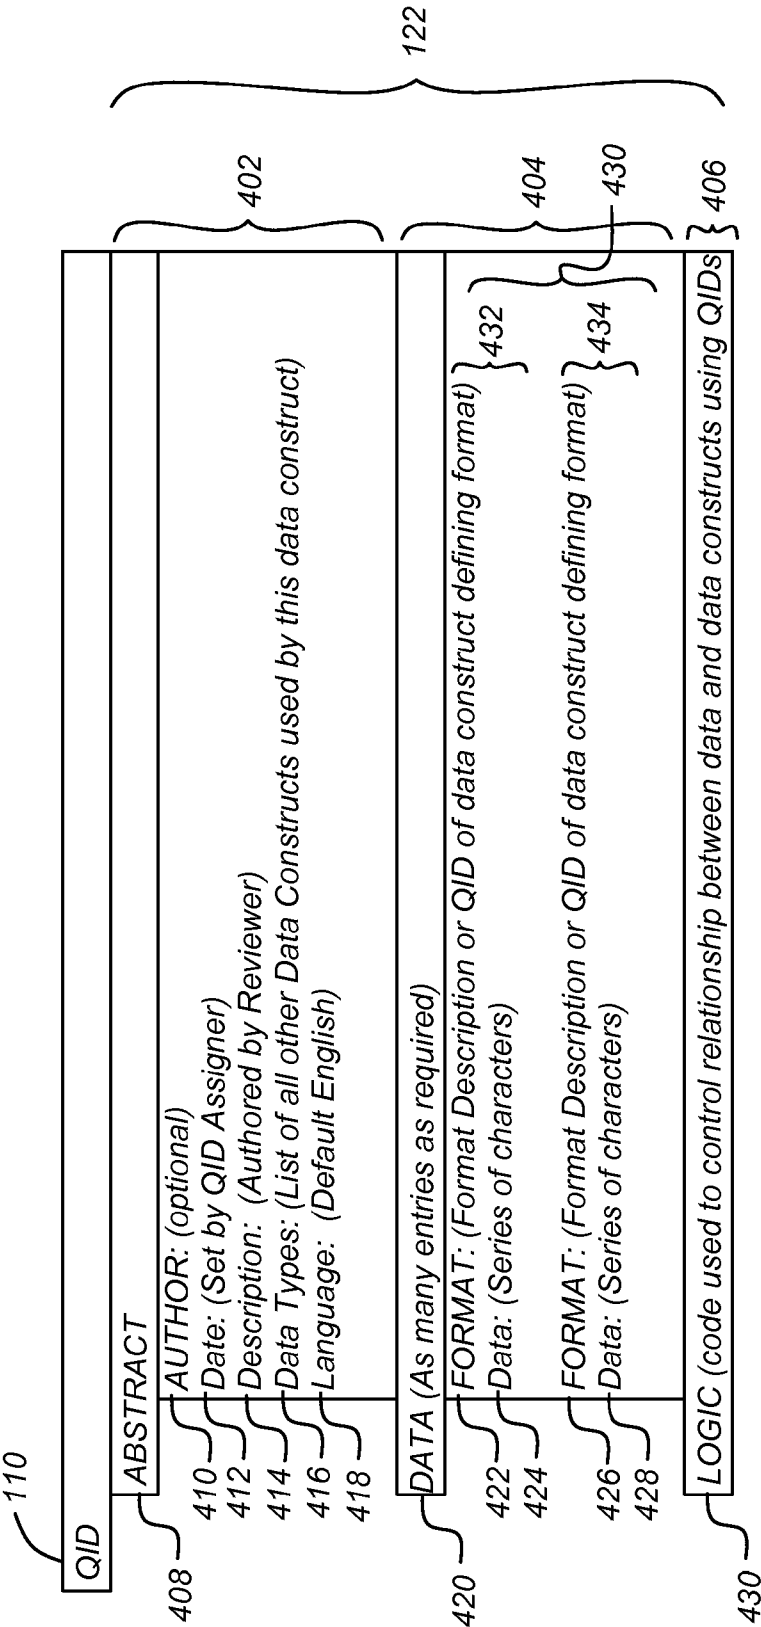 110
QID
408
ABSTRACT
410
AUTHOR: (optional)
412
Date: (Set by QID Assigner)
414
Description: (Authored by Reviewer)
416
Data Types: (List of all other Data Constructs used by this data construct)
418
Language: (Default English)
402
122
420
DATA (As many entries as required)
422
FORMAT: (Format Description or QID of data construct defining format)
424
Data: (Series of characters)
432
426
FORMAT: (Format Description or QID of data construct defining format)
428
Data: (Series of characters)
434
404
430
430
LOGIC (code used to control relationship between data and data constructs using QIDs
406